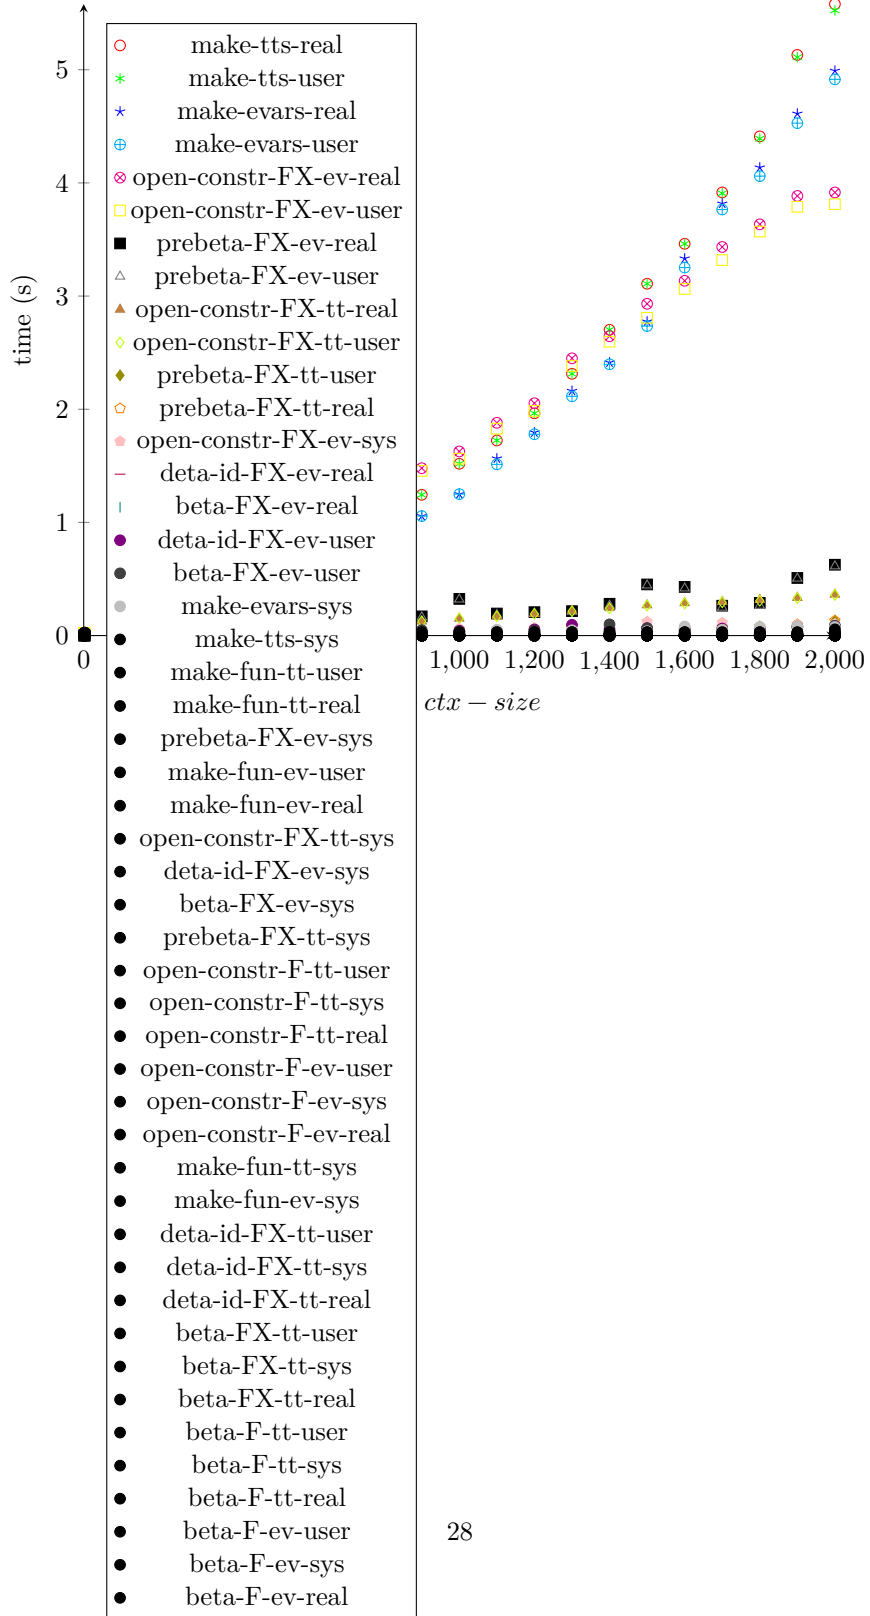 5
4
3
2
1
0
time (s)
make-tts-real
make-tts-user
make-evars-real
make-evars-user
open-constr-FX-ev-real
open-constr-FX-ev-user
prebeta-FX-ev-real
prebeta-FX-ev-user
open-constr-FX-tt-real
open-constr-FX-tt-user
prebeta-FX-tt-user
prebeta-FX-tt-real
open-constr-FX-ev-sys
deta-id-FX-ev-real
beta-FX-ev-real
deta-id-FX-ev-user
beta-FX-ev-user
make-evars-sys
make-tts-sys
make-fun-tt-user
make-fun-tt-real
prebeta-FX-ev-sys
make-fun-ev-user
make-fun-ev-real
open-constr-FX-tt-sys
deta-id-FX-ev-sys
beta-FX-ev-sys
prebeta-FX-tt-sys
open-constr-F-tt-user
open-constr-F-tt-sys
open-constr-F-tt-real
open-constr-F-ev-user
open-constr-F-ev-sys
open-constr-F-ev-real
make-fun-tt-sys
make-fun-ev-sys
deta-id-FX-tt-user
deta-id-FX-tt-sys
deta-id-FX-tt-real
beta-FX-tt-user
beta-FX-tt-sys
beta-FX-tt-real
beta-F-tt-user
beta-F-tt-sys
beta-F-tt-real
beta-F-ev-user
beta-F-ev-sys
beta-F-ev-real
0 1,000 1,200 1,400 1,600 1,800 2,000
ctx − size
28